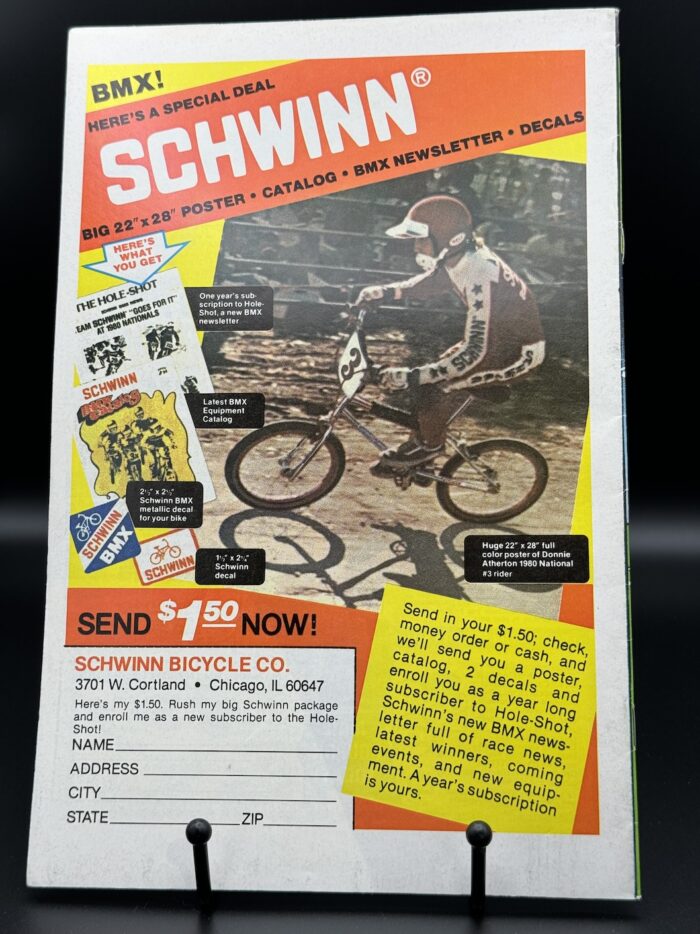 BMX!
HERE'S A SPECIAL DEAL
SCHWINN®
BIG 22" x 28" POSTER • CATALOG • BMX NEWSLETTER • DECALS
HERE'S
WHAT
YOU GET
THE HOLE-SHOT
TEAM SCHWINN "GOES FOR IT"
AT 1980 NATIONALS
One year's sub-
scription to Hole-
Shot, a new BMX
newsletter
SCHWINN
Latest BMX
Equipment
Catalog
2½" x 2½"
Schwinn BMX
metallic decal
for your bike
SCHWINN
BMX
SCHWINN
Schwinn
decal
3
SCHWINN
Huge 22" x 28" full
color poster of Donnie
Atherton 1980 National
#3 rider
SEND $1.50 NOW!
SCHWINN BICYCLE CO.
3701 W. Cortland • Chicago, IL 60647
Here's my $1.50. Rush my big Schwinn package
and enroll me as a new subscriber to the Hole-
Shot!
NAME
ADDRESS
CITY
STATE ZIP
Send in your $1.50; check,
money order or cash, and
we'll send you a poster,
catalog, 2 decals and
enroll you as a year long
subscriber to Hole-Shot,
Schwinn's new BMX news-
letter full of race news,
latest winners, coming
events, and new equip-
ment. A year's subscription
is yours.